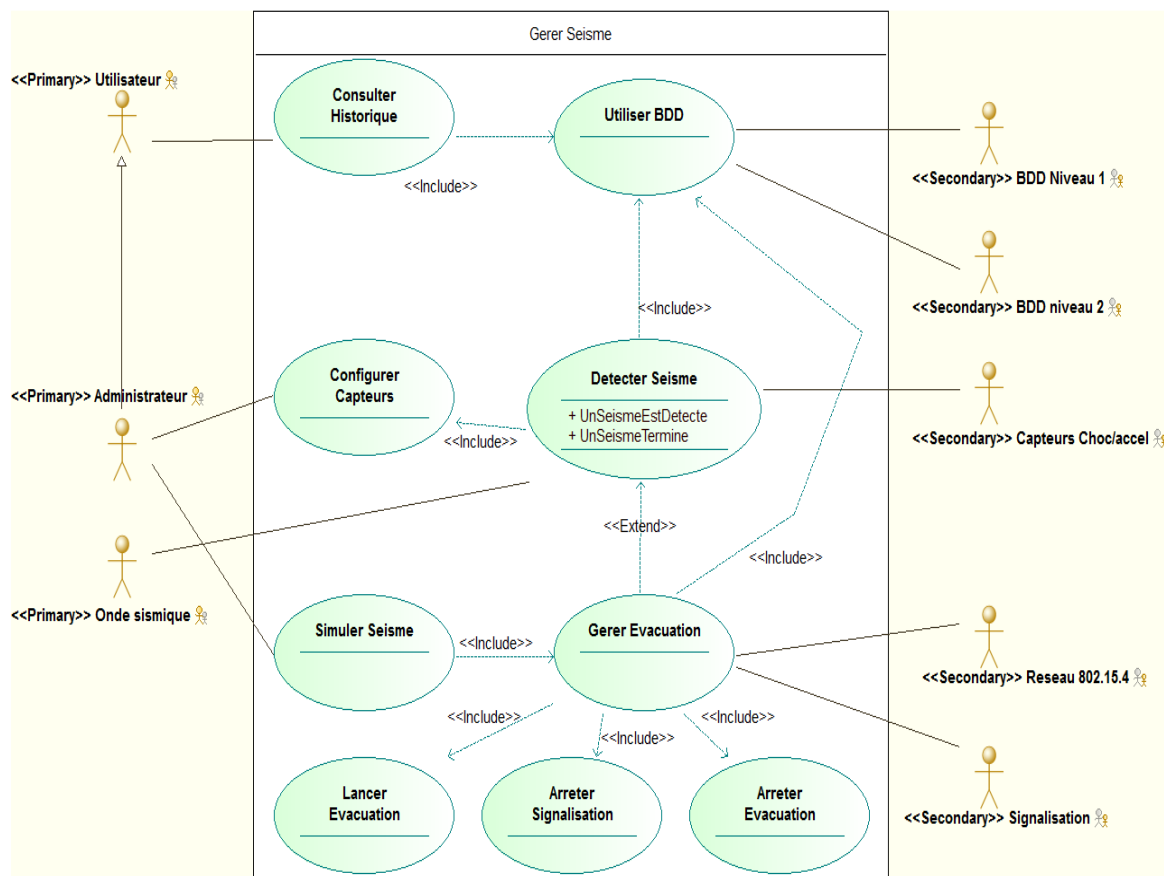 Gerer Seisme
<<Primary>> Utilisateur
Consulter
Historique
Utiliser BDD
<<Include>>
<<Secondary>> BDD Niveau 1
<<Include>>
<<Secondary>> BDD niveau 2
<<Primary>> Administrateur
Configurer
Capteurs
Detecter Seisme
+ UnSeismeEstDetecte
+ UnSeismeTermine
<<Include>>
<<Secondary>> Capteurs Choc/accel
<<Extend>>
<<Include>>
<<Primary>> Onde sismique
Simuler Seisme
<<Include>>
Gerer Evacuation
<<Secondary>> Reseau 802.15.4
<<Include>>
<<Include>>
<<Include>>
Lancer
Evacuation
Arreter
Signalisation
Arreter
Evacuation
<<Secondary>> Signalisation